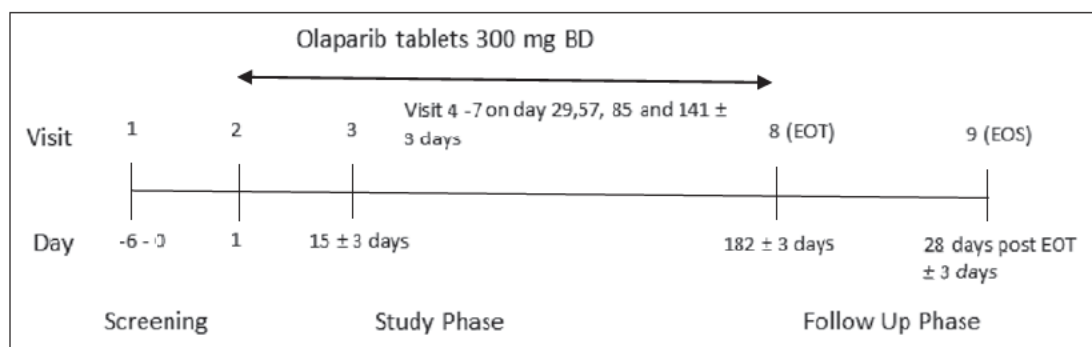 Olaparib tablets 300 mg BD
Visit 4 -7 on day 29,57, 85 and 141 ±
3 days
Visit 1 2 3 8 (EOT) 9 (EOS)
Day -6 - 0 1 15 ± 3 days 182 ± 3 days 28 days post EOT
± 3 days
Screening Study Phase Follow Up Phase